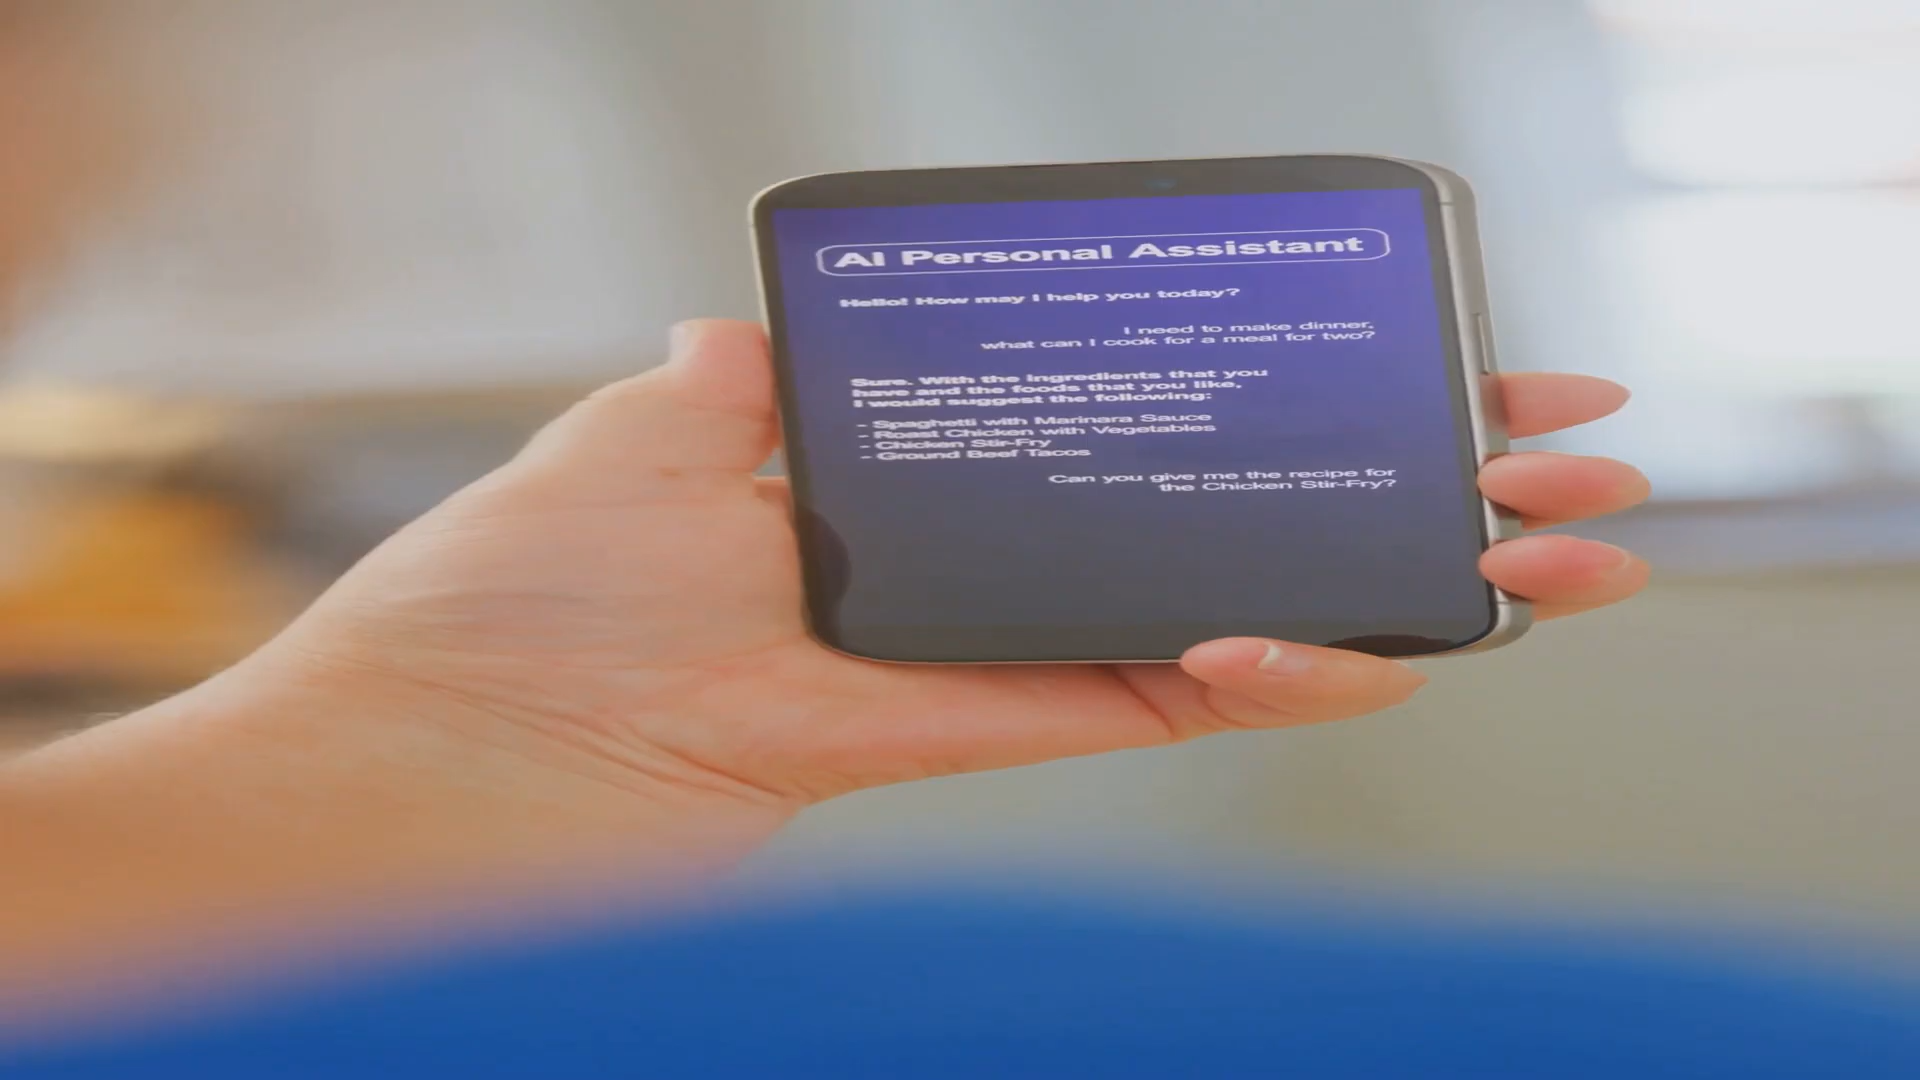 AI Personal Assistant
Hello! How may I help you today?
I need to make dinner,
what can I cook for a meal for two?
Sure. With the ingredients that you
have and the foods that you like,
I would suggest the following:
- Spaghetti with Marinara Sauce
- Roast Chicken with Vegetables
- Chicken Stir-Fry
- Ground Beef Tacos
Can you give me the recipe for
the Chicken Stir-Fry?